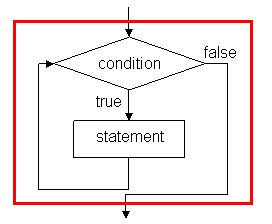 false
condition
true
statement